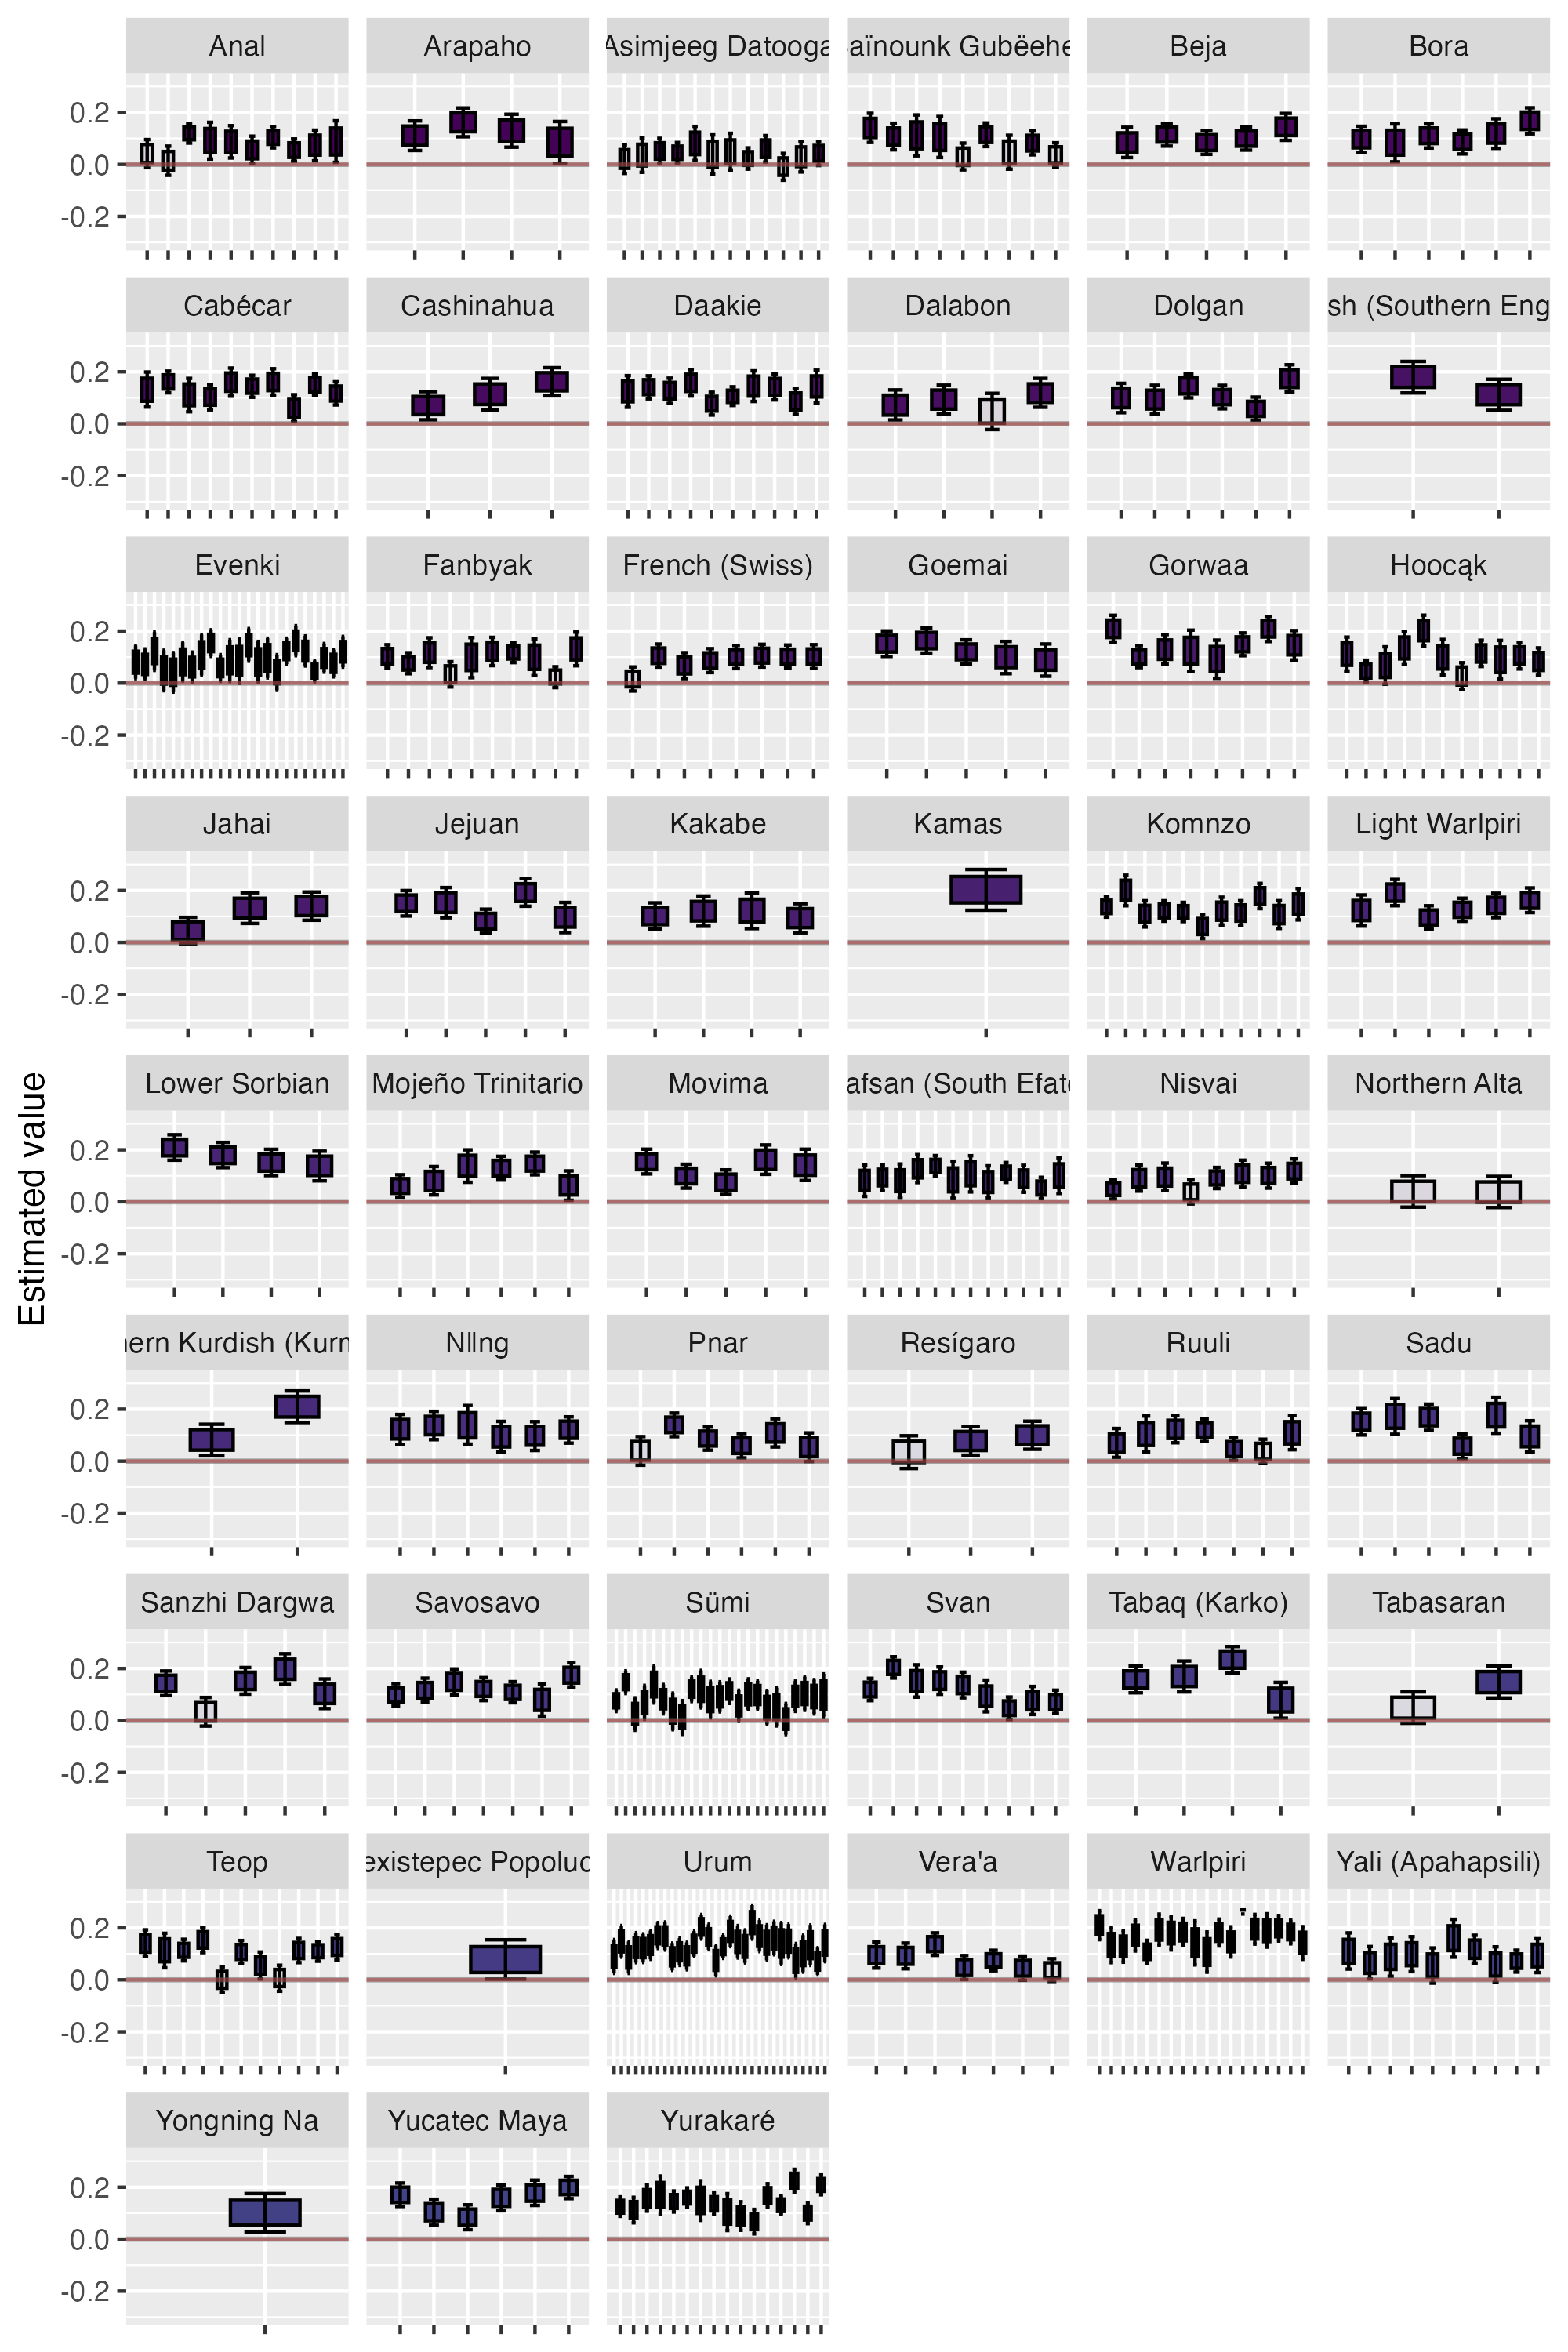 Estimated value
Anal Arapaho Asimjeeg Datooga aïnounk Gubëehe Beja Bora
0.2
0.0
-0.2
Cabécar Cashinahua Daakie Dalabon Dolgan sh (Southern Eng
0.2
0.0
-0.2
Evenki Fanbyak French (Swiss) Goemai Gorwaa Hoocąk
0.2
0.0
-0.2
Jahai Jejuan Kakabe Kamas Komnzo Light Warlpiri
0.2
0.0
-0.2
Lower Sorbian Mojeño Trinitario Movima afsan (South Efate Nisvai Northern Alta
0.2
0.0
-0.2
ern Kurdish (Kurm Nllng Pnar Resígaro Ruuli Sadu
0.2
0.0
-0.2
Sanzhi Dargwa Savosavo Sümi Svan Tabaq (Karko) Tabasaran
0.2
0.0
-0.2
Teop existepec Popoluc Urum Vera'a Warlpiri Yali (Apahapsili)
0.2
0.0
-0.2
Yongning Na Yucatec Maya Yurakaré
0.2
0.0
-0.2